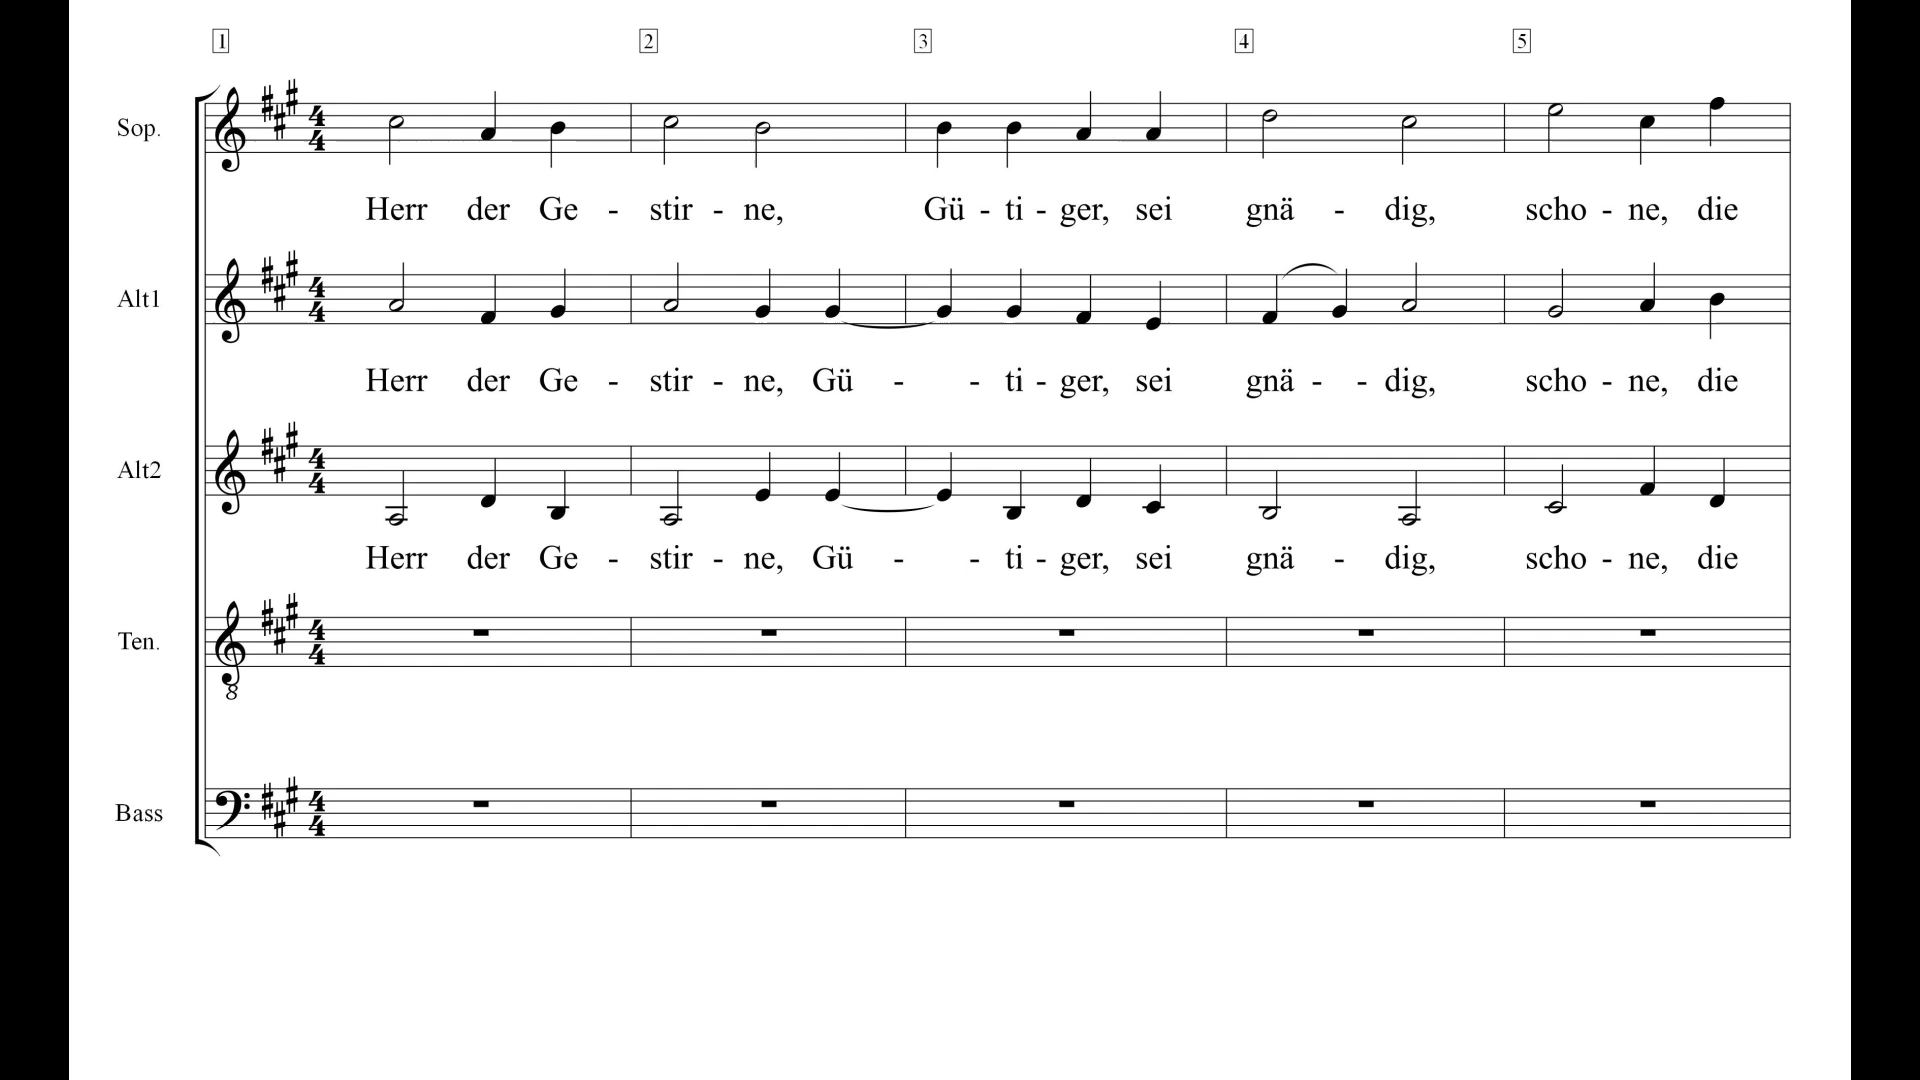 1 2 3 4 5
Sop.
Herr der Ge - stir - ne, Gü - ti - ger, sei gnä - dig, scho - ne, die
Alt1
Herr der Ge - stir - ne, Gü - - ti - ger, sei gnä - - dig, scho - ne, die
Alt2
Herr der Ge - stir - ne, Gü - - ti - ger, sei gnä - dig, scho - ne, die
Ten.
8
Bass